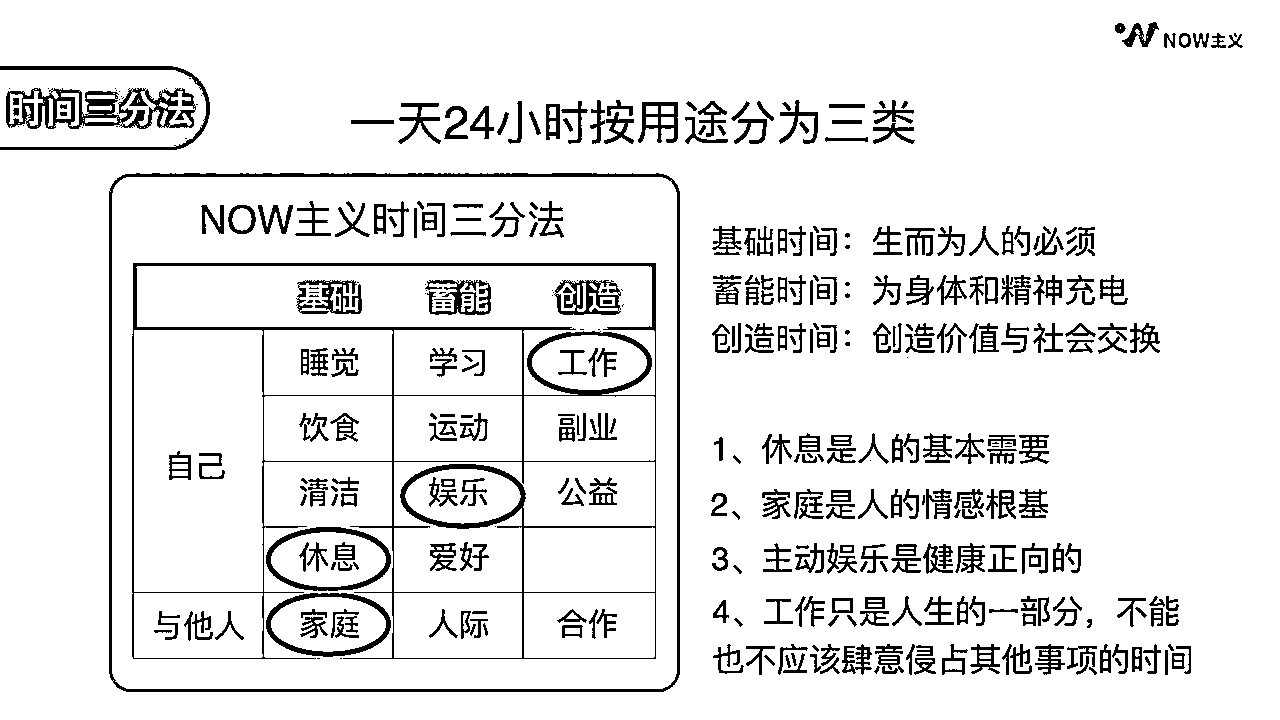 NOW主义
时间三分法
一天24小时按用途分为三类
NOW主义时间三分法
基础 蓄能 创造
自己
睡觉 学习 工作
饮食 运动 副业
清洁 娱乐 公益
休息 爱好
与他人 家庭 人际 合作
基础时间：生而为人的必须
蓄能时间：为身体和精神充电
创造时间：创造价值与社会交换
1、休息是人的基本需要
2、家庭是人的情感根基
3、主动娱乐是健康正向的
4、工作只是人生的一部分，不能
也不应该肆意侵占其他事项的时间